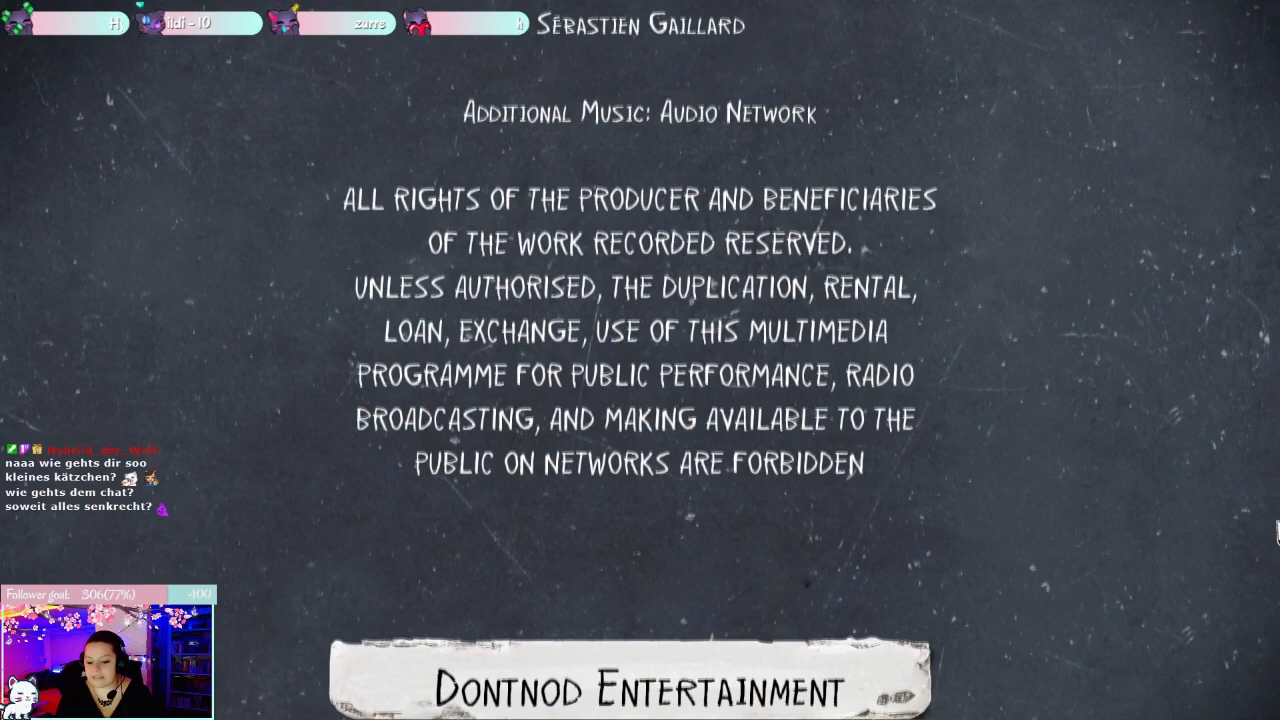 H
ildi - 10
zurre
h
SÉBASTIEN GAILLARD
ADDITIONAL MUSIC: AUDIO NETWORK
ALL RIGHTS OF THE PRODUCER AND BENEFICIARIES
OF THE WORK RECORDED RESERVED.
UNLESS AUTHORISED, THE DUPLICATION, RENTAL,
LOAN, EXCHANGE, USE OF THIS MULTIMEDIA
PROGRAMME FOR PUBLIC PERFORMANCE, RADIO
BROADCASTING, AND MAKING AVAILABLE TO THE
PUBLIC ON NETWORKS ARE FORBIDDEN
naaa wie gehts dir soo
kleines kätzchen?
wie gehts dem chat?
soweit alles senkrecht?
Follower goal: 306(77%) 400
DONTNOD ENTERTAINMENT